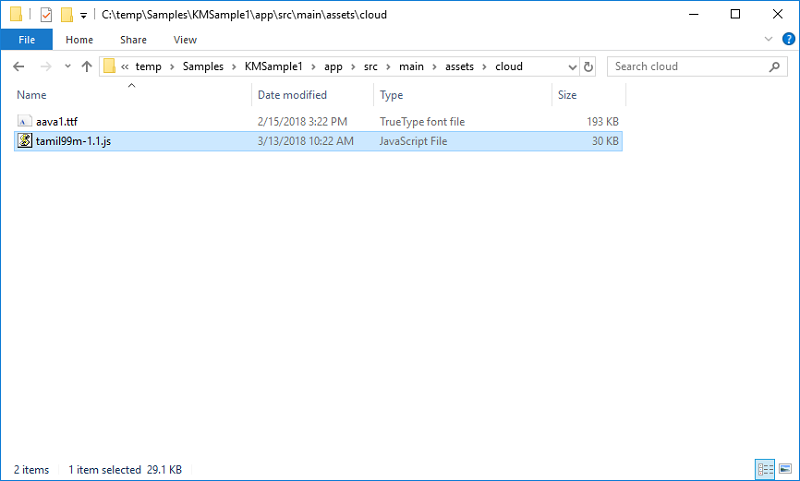 C:\temp\Samples\KMSample1\app\src\main\assets\cloud
File Home Share View
« temp › Samples › KMSample1 › app › src › main › assets › cloud Search cloud
Name Date modified Type Size
aava1.ttf 2/15/2018 3:22 PM TrueType font file 193 KB
tamil99m-1.1.js 3/13/2018 10:22 AM JavaScript File 30 KB
2 items 1 item selected 29.1 KB